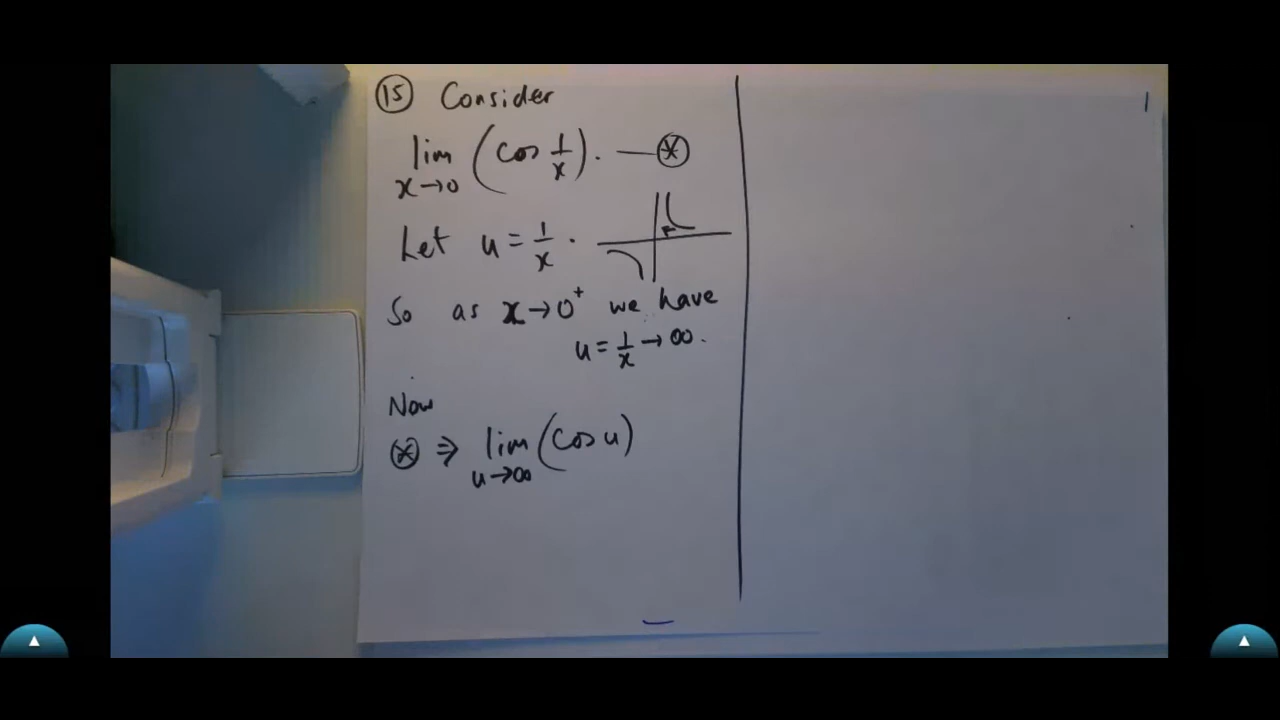 ⑮ Consider
lim x→0 (cos 1/x). —⊛
Let u = 1/x .
So as x→0⁺ we have
u = 1/x → ∞.
Now
⊛ ⇒ lim u→∞ (cos u)